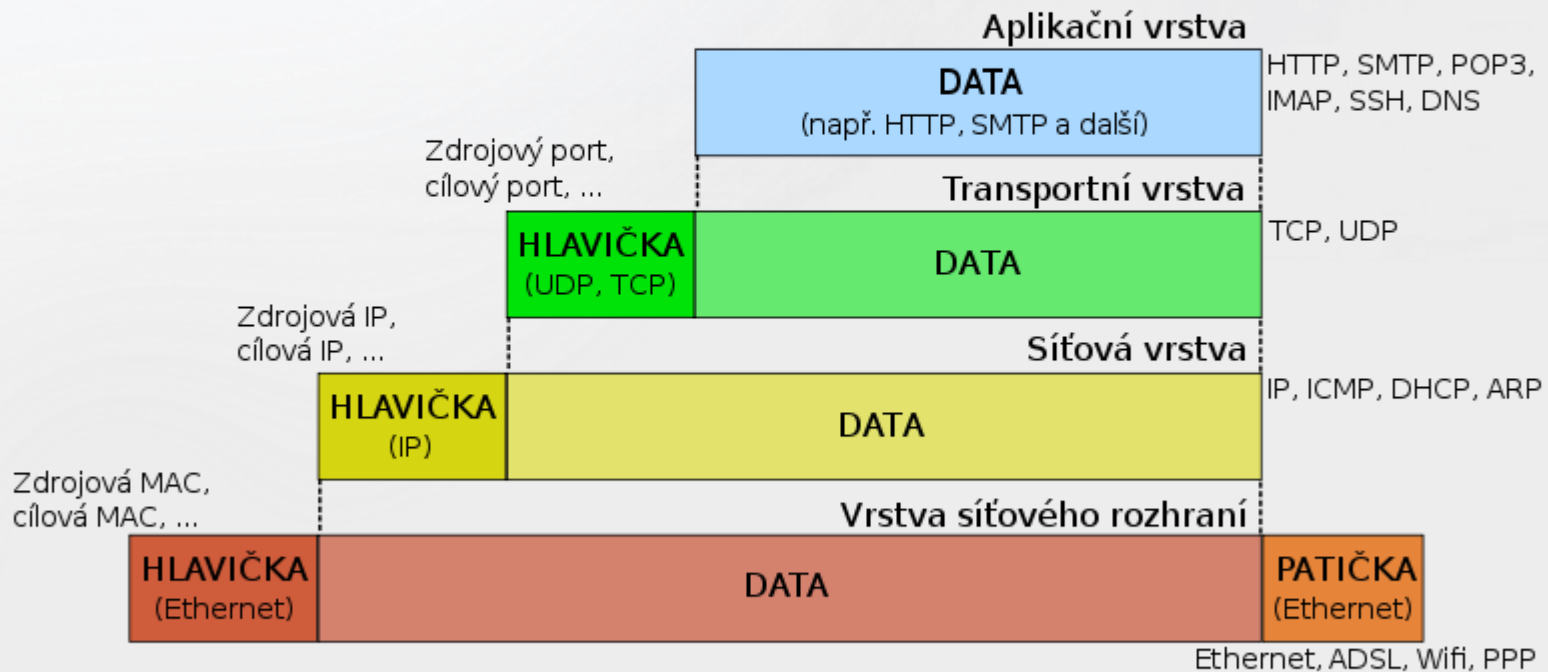 Aplikační vrstva
DATA
(např. HTTP, SMTP a další)
HTTP, SMTP, POP3,
IMAP, SSH, DNS
Zdrojový port,
cílový port, ...
Transportní vrstva
HLAVIČKA
(UDP, TCP)
DATA
TCP, UDP
Zdrojová IP,
cílová IP, ...
Síťová vrstva
HLAVIČKA
(IP)
DATA
IP, ICMP, DHCP, ARP
Zdrojová MAC,
cílová MAC, ...
Vrstva síťového rozhraní
HLAVIČKA
(Ethernet)
DATA
PATIČKA
(Ethernet)
Ethernet, ADSL, Wifi, PPP